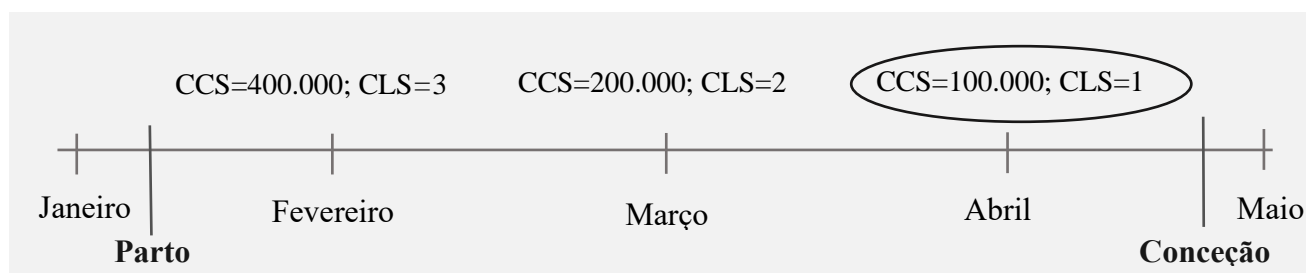 CCS=400.000; CLS=3 CCS=200.000; CLS=2 CCS=100.000; CLS=1
Janeiro Fevereiro Março Abril Maio
Parto Conceção